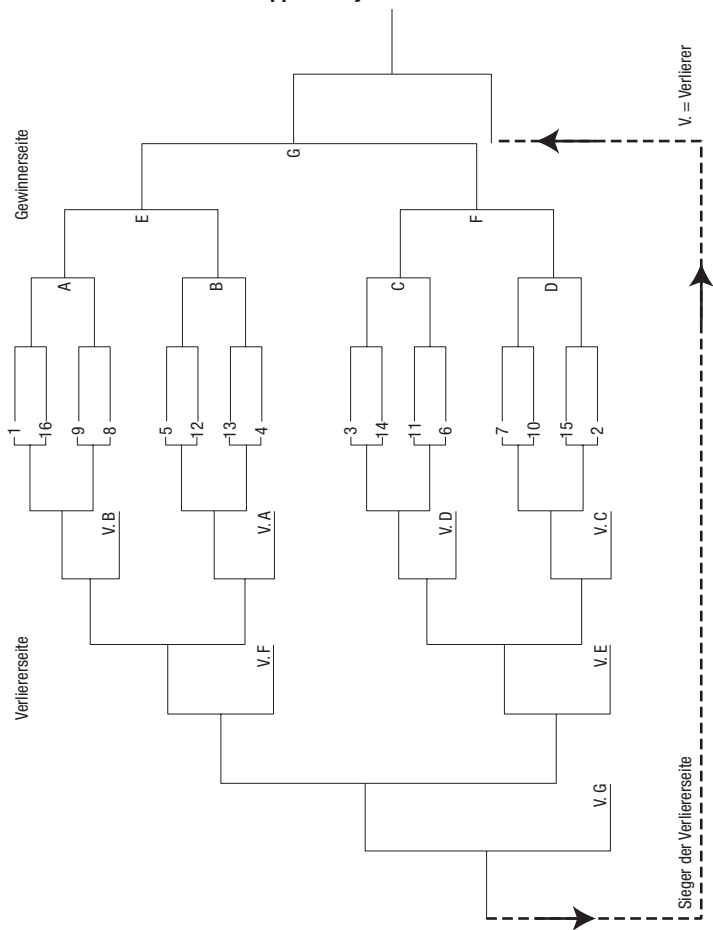 Verliererseite
Gewinnerseite
1
16
A
9
8
V. B
E
5
12
B
13
4
V. A
V. F
G
3
14
C
11
6
V. D
F
7
10
D
15
2
V. C
V. E
V. G
Sieger der Verliererseite
V. = Verlierer